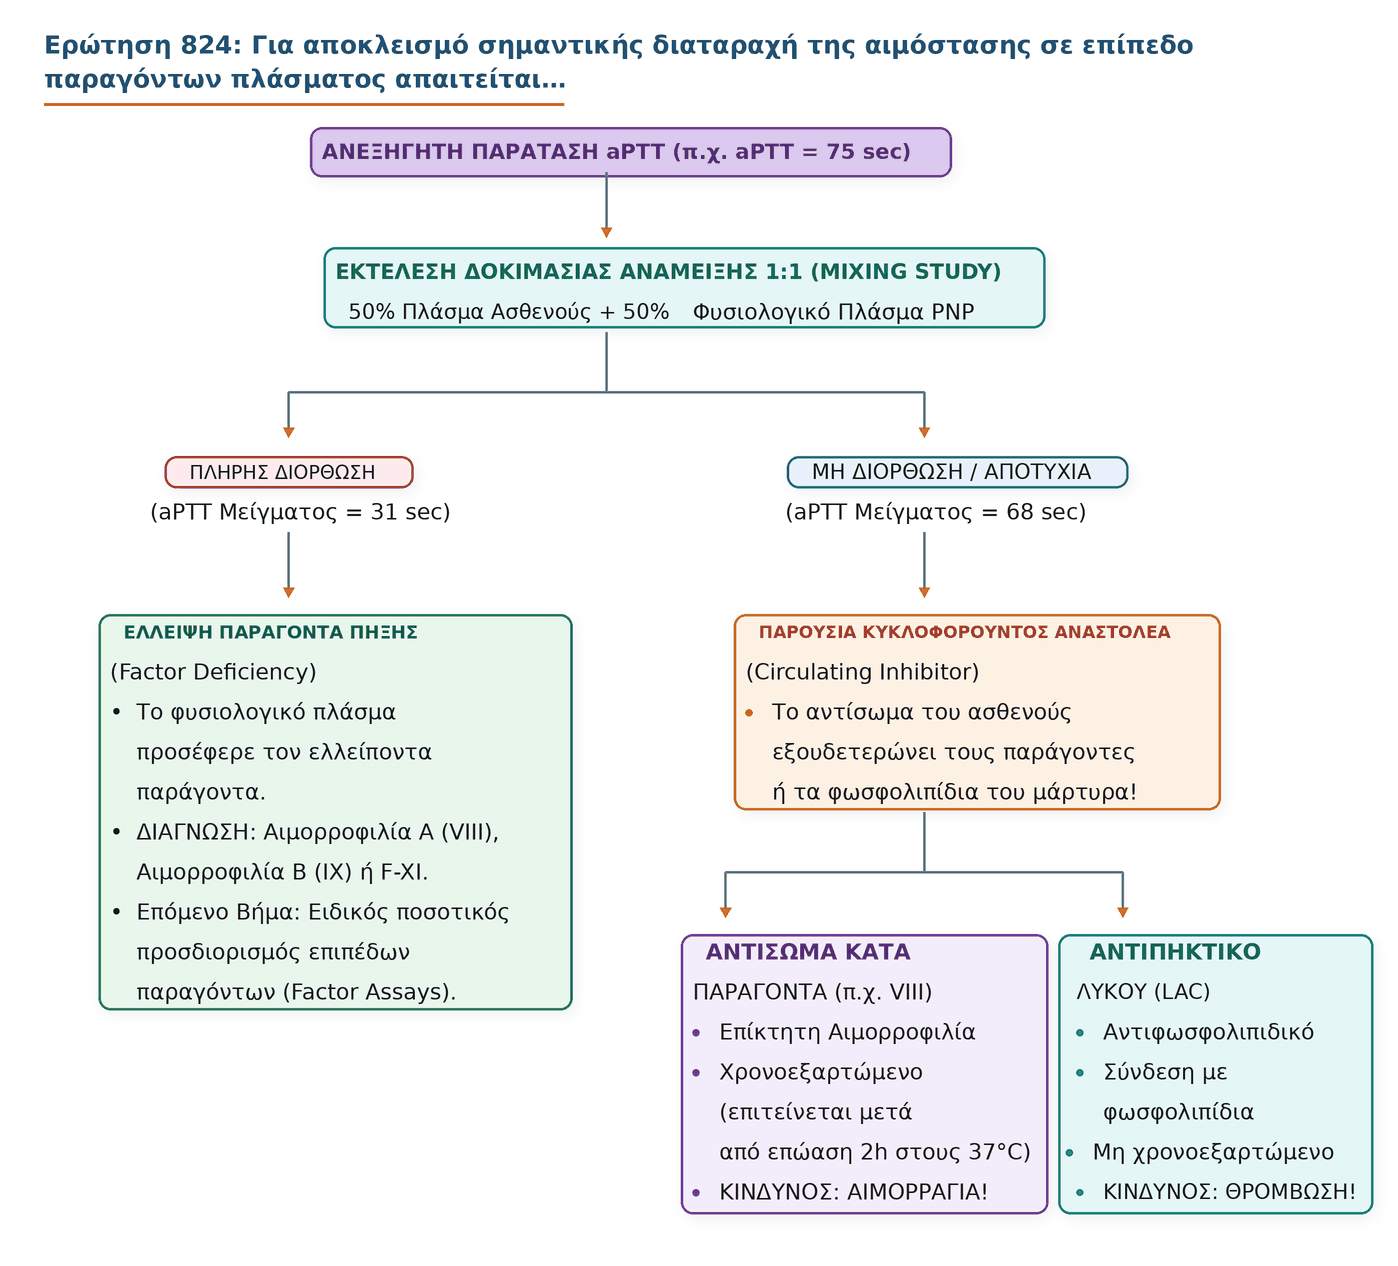 Ερώτηση 824: Για αποκλεισμό σημαντικής διαταραχή της αιμόστασης σε επίπεδο
παραγόντων πλάσματος απαιτείται...
ΑΝΕΞΗΓΗΤΗ ΠΑΡΑΤΑΣΗ aPTT (π.χ. aPTT = 75 sec)
ΕΚΤΕΛΕΣΗ ΔΟΚΙΜΑΣΙΑΣ ΑΝΑΜΕΙΞΗΣ 1:1 (MIXING STUDY)
50% Πλάσμα Ασθενούς + 50% Φυσιολογικό Πλάσμα PNP
ΠΛΗΡΗΣ ΔΙΟΡΘΩΣΗ
(aPTT Μείγματος = 31 sec)
ΕΛΛΕΙΨΗ ΠΑΡΑΓΟΝΤΑ ΠΗΞΗΣ
(Factor Deficiency)
• Το φυσιολογικό πλάσμα
προσέφερε τον ελλείποντα
παράγοντα.
• ΔΙΑΓΝΩΣΗ: Αιμορροφιλία Α (VIII),
Αιμορροφιλία Β (IX) ή F-XI.
• Επόμενο Βήμα: Ειδικός ποσοτικός
προσδιορισμός επιπέδων
παραγόντων (Factor Assays).
ΜΗ ΔΙΟΡΘΩΣΗ / ΑΠΟΤΥΧΙΑ
(aPTT Μείγματος = 68 sec)
ΠΑΡΟΥΣΙΑ ΚΥΚΛΟΦΟΡΟΥΝΤΟΣ ΑΝΑΣΤΟΛΕΑ
(Circulating Inhibitor)
• Το αντίσωμα του ασθενούς
εξουδετερώνει τους παράγοντες
ή τα φωσφολιπίδια του μάρτυρα!
ΑΝΤΙΣΩΜΑ ΚΑΤΑ
ΠΑΡΑΓΟΝΤΑ (π.χ. VIII)
• Επίκτητη Αιμορροφιλία
• Χρονοεξαρτώμενο
(επιτείνεται μετά
από επώαση 2h στους 37°C)
• ΚΙΝΔΥΝΟΣ: ΑΙΜΟΡΡΑΓΙΑ!
ΑΝΤΙΠΗΚΤΙΚΟ
ΛΥΚΟΥ (LAC)
• Αντιφωσφολιπιδικό
• Σύνδεση με
φωσφολιπίδια
• Μη χρονοεξαρτώμενο
• ΚΙΝΔΥΝΟΣ: ΘΡΟΜΒΩΣΗ!